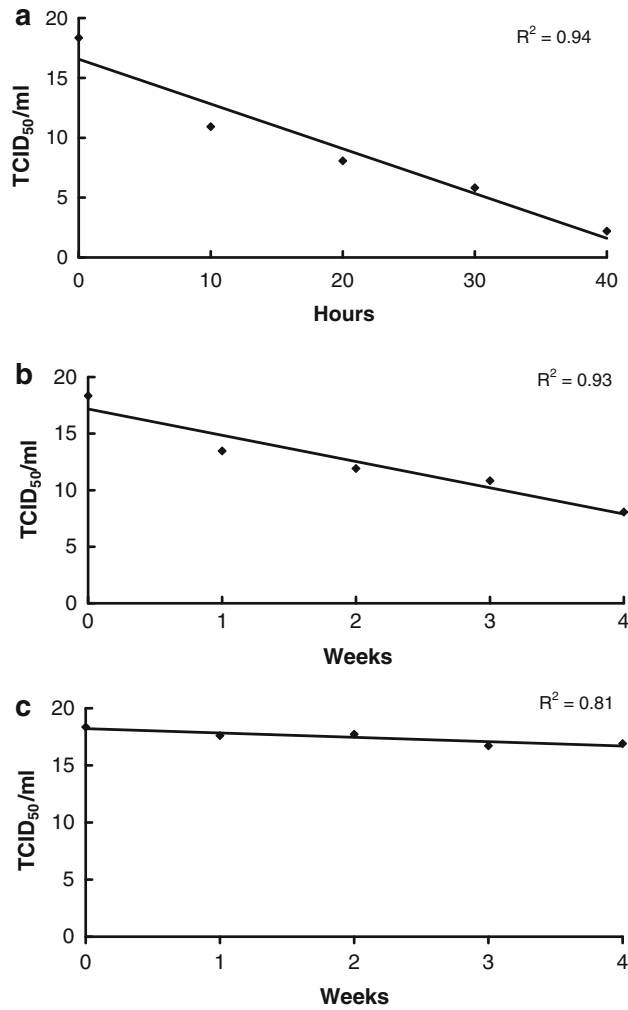 a
R² = 0.94
TCID₅₀/ml
20
15
10
5
0
0 10 20 30 40
Hours
b
R² = 0.93
TCID₅₀/ml
20
15
10
5
0
0 1 2 3 4
Weeks
c
R² = 0.81
TCID₅₀/ml
20
15
10
5
0
0 1 2 3 4
Weeks